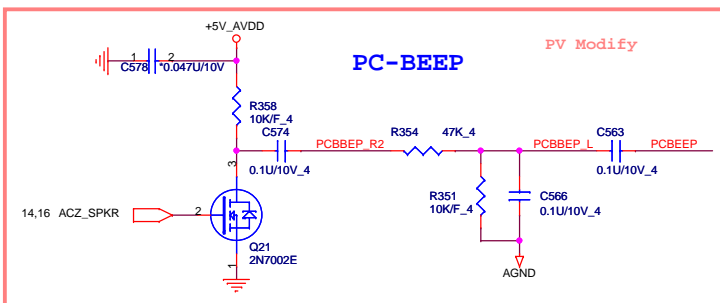 +5V_AVDD
PV Modify
PC-BEEP
1
2
C578
*0.047U/10V
R358
10K/F_4
C574
PCBBEP_R2
R354
47K_4
PCBBEP_L
C563
PCBEEP
0.1U/10V_4
0.1U/10V_4
3
R351
10K/F_4
C566
0.1U/10V_4
14,16 ACZ_SPKR
2
Q21
2N7002E
1
AGND